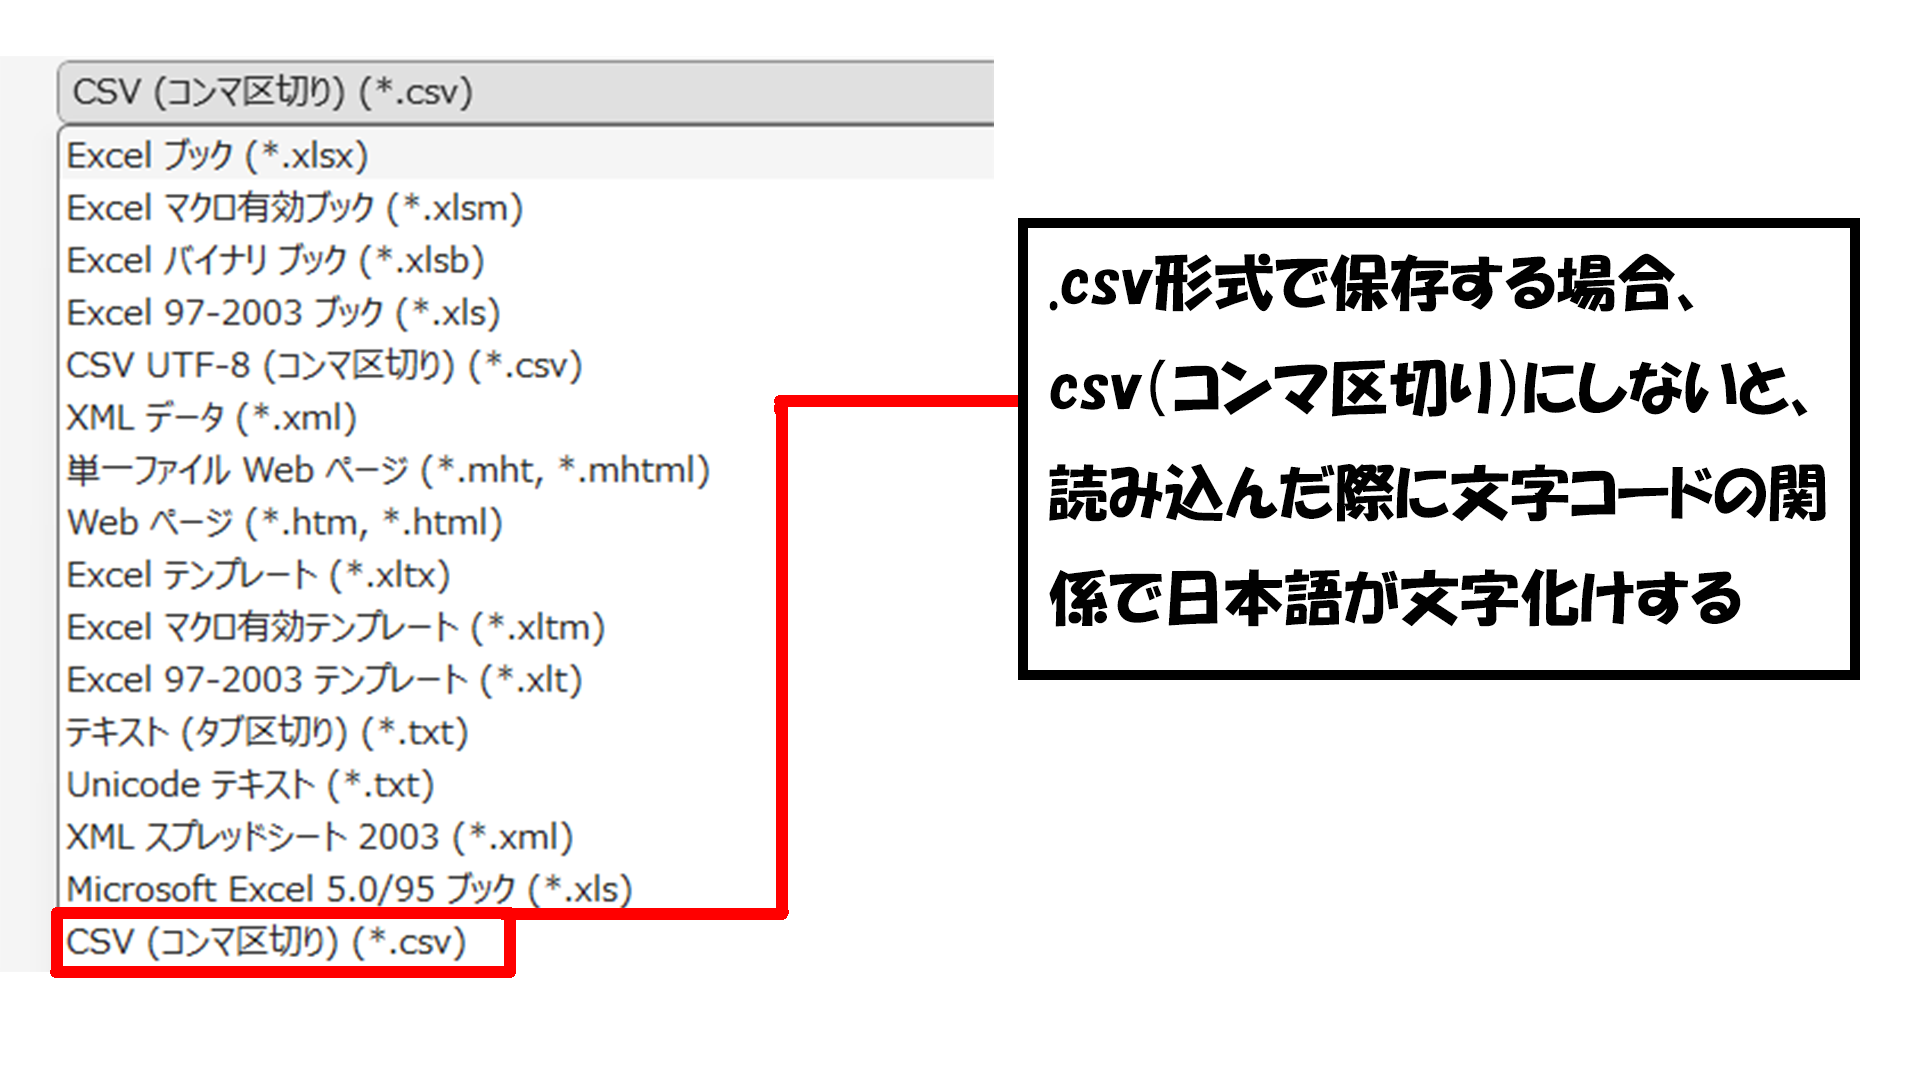 CSV (コンマ区切り) (*.csv)
Excel ブック (*.xlsx)
Excel マクロ有効ブック (*.xlsm)
Excel バイナリ ブック (*.xlsb)
Excel 97-2003 ブック (*.xls)
CSV UTF-8 (コンマ区切り) (*.csv)
XML データ (*.xml)
単一ファイル Web ページ (*.mht, *.mhtml)
Web ページ (*.htm, *.html)
Excel テンプレート (*.xltx)
Excel マクロ有効テンプレート (*.xltm)
Excel 97-2003 テンプレート (*.xlt)
テキスト (タブ区切り) (*.txt)
Unicode テキスト (*.txt)
XML スプレッドシート 2003 (*.xml)
Microsoft Excel 5.0/95 ブック (*.xls)
CSV (コンマ区切り) (*.csv)
.csv形式で保存する場合、
csv(コンマ区切り)にしないと、
読み込んだ際に文字コードの関
係で日本語が文字化けする